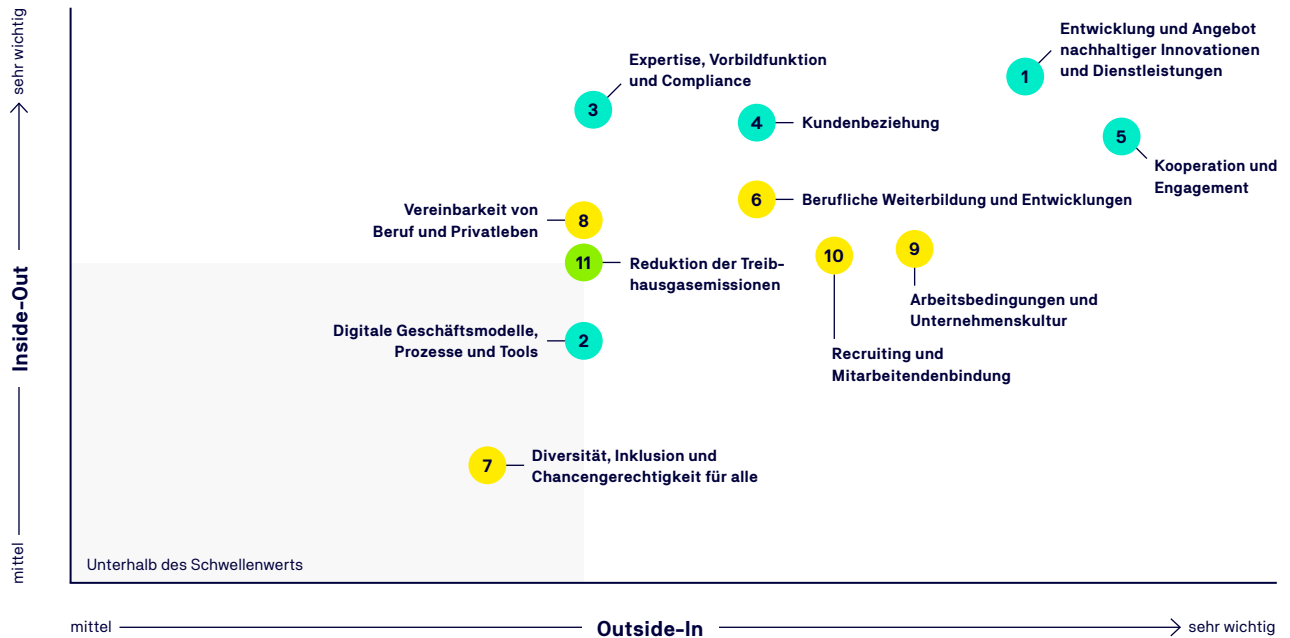 sehr wichtig
Inside-Out
mittel
Entwicklung und Angebot
nachhaltiger Innovationen
und Dienstleistungen
1
Expertise, Vorbildfunktion
und Compliance
3
4
Kundenbeziehung
5
Kooperation und
Engagement
6
Berufliche Weiterbildung und Entwicklungen
Vereinbarkeit von
Beruf und Privatleben
8
11
Reduktion der Treib-
hausgasemissionen
10
9
Arbeitsbedingungen und
Unternehmenskultur
Recruiting und
Mitarbeitendenbindung
Digitale Geschäftsmodelle,
Prozesse und Tools
2
7
Diversität, Inklusion und
Chancengerechtigkeit für alle
Unterhalb des Schwellenwerts
mittel
Outside-In
sehr wichtig